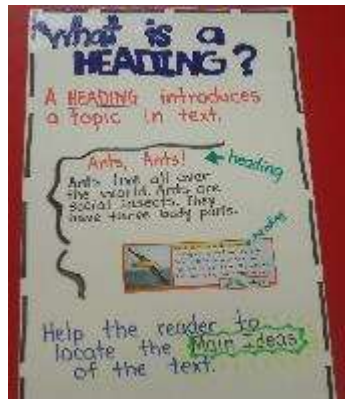 What is a
HEADING?
A HEADING introduces
a topic in text.
Ants, Ants!
heading
Ants live all over
the world. Ants are
social insects. They
have three body parts.
heading
Help the reader to
locate the Main Ideas
of the text.